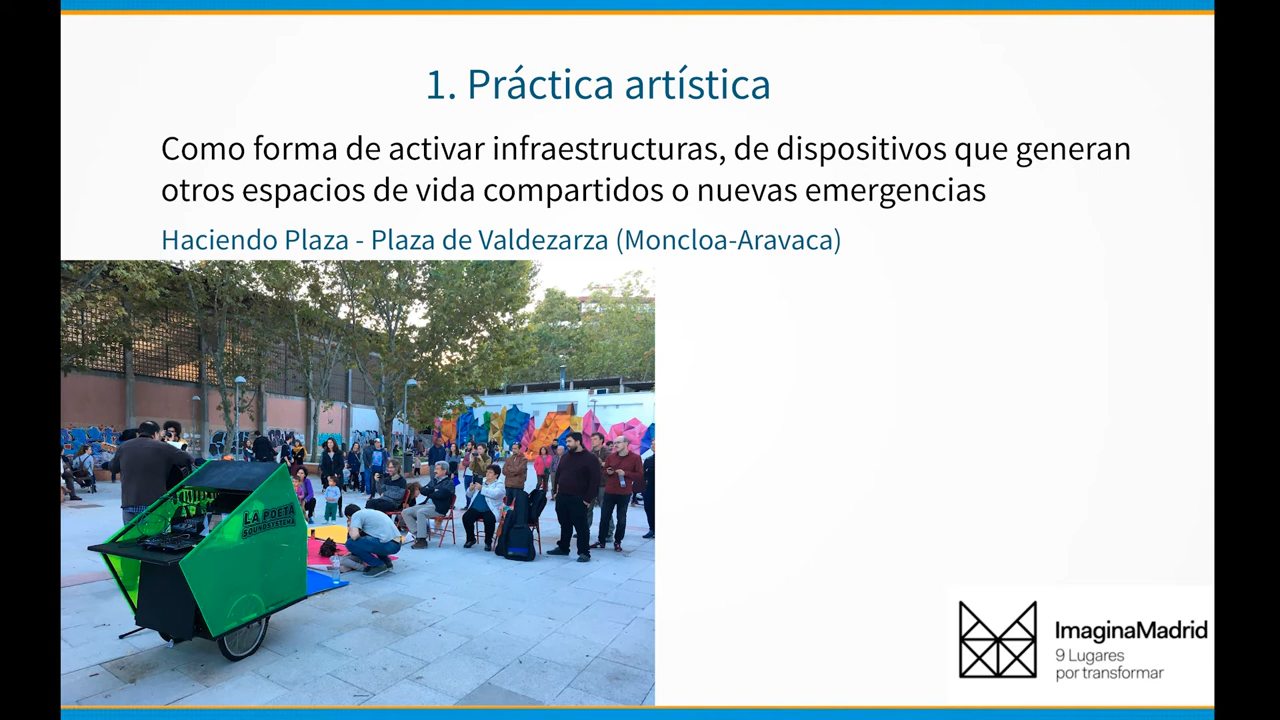 1. Práctica artística
Como forma de activar infraestructuras, de dispositivos que generan
otros espacios de vida compartidos o nuevas emergencias
Haciendo Plaza - Plaza de Valdezarza (Moncloa-Aravaca)
LA POETA
SOUNDSYSTEMA
ImaginaMadrid
9 Lugares
por transformar